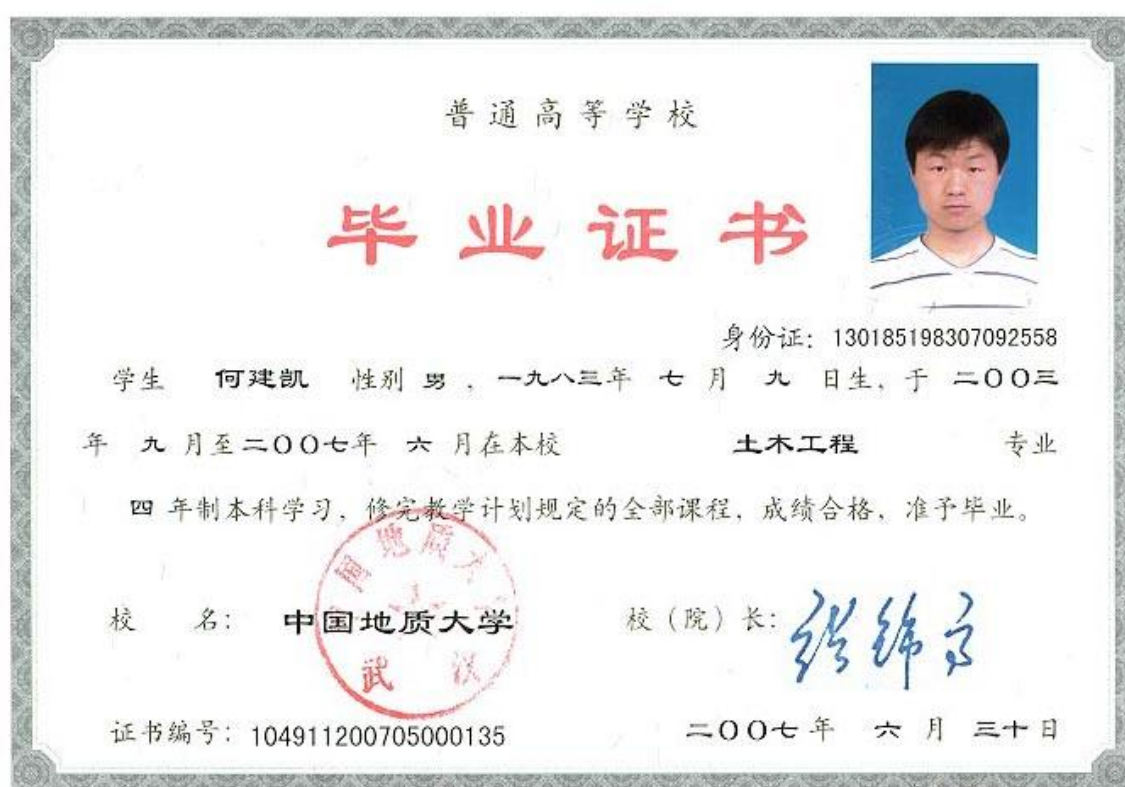 普通高等学校
毕业证书
身份证：130185198307092558
学生 何建凯 性别 男，一九八三年 七 月 九 日生，于 二〇〇三
年 九 月至二〇〇七年 六 月在本校 土木工程 专业
四 年制本科学习，修完教学计划规定的全部课程，成绩合格，准予毕业。
国地质大
校 名：中国地质大学 校（院）长：
武汉
证书编号：104911200705000135 二〇〇七年 六 月 三十日